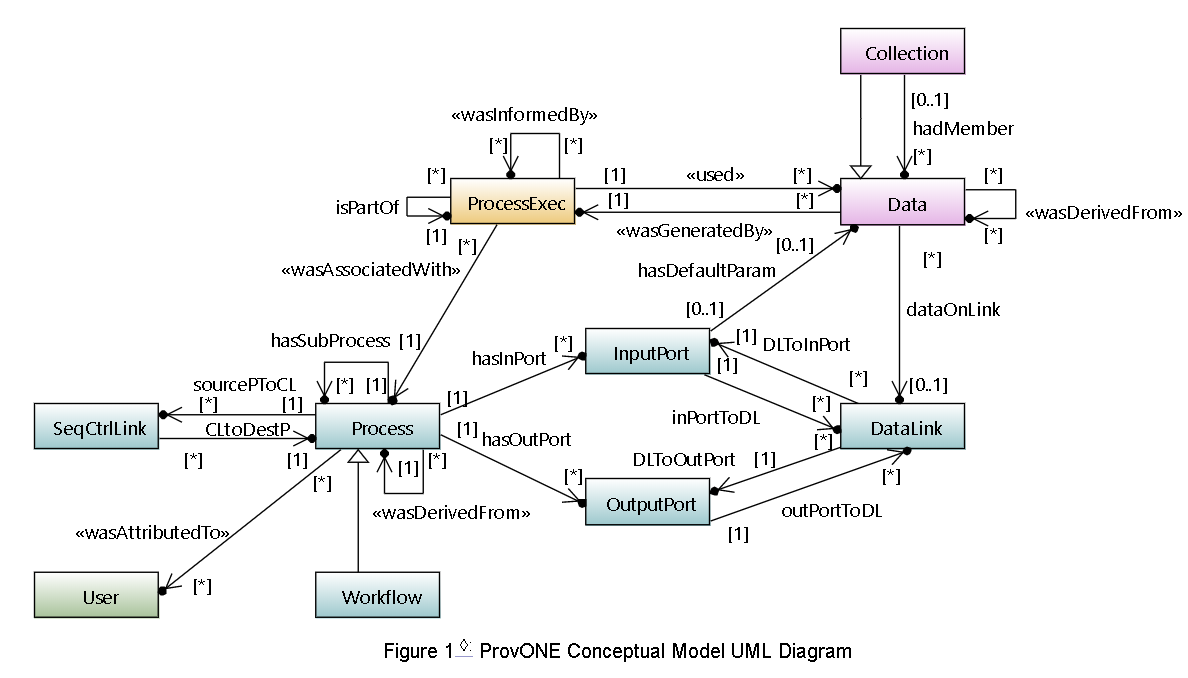 Collection
[0..1]
hadMember
[*]
«wasInformedBy»
[*]
[*]
[*]
isPartOf
[1]
ProcessExec
[*]
[1]
«used»
[*]
[1]
[*]
«wasGeneratedBy»
Data
[*]
«wasDerivedFrom»
[*]
[0..1]
hasDefaultParam
[0..1]
[*]
dataOnLink
[0..1]
«wasAssociatedWith»
[1]
hasSubProcess
[*]
[1]
hasInPort
[*]
[1]
InputPort
[1]
DLToInPort
[*]
[1]
inPortToDL
[*]
sourcePToCL
[*]
[1]
SeqCtrlLink
CLtoDestP
[*]
[1]
Process
[1]
hasOutPort
[*]
DataLink
[*]
DLToOutPort
[1]
[*]
outPortToDL
[1]
OutputPort
[*]
[1]
[*]
«wasDerivedFrom»
«wasAttributedTo»
[*]
User
Workflow
Figure 1◊: ProvONE Conceptual Model UML Diagram